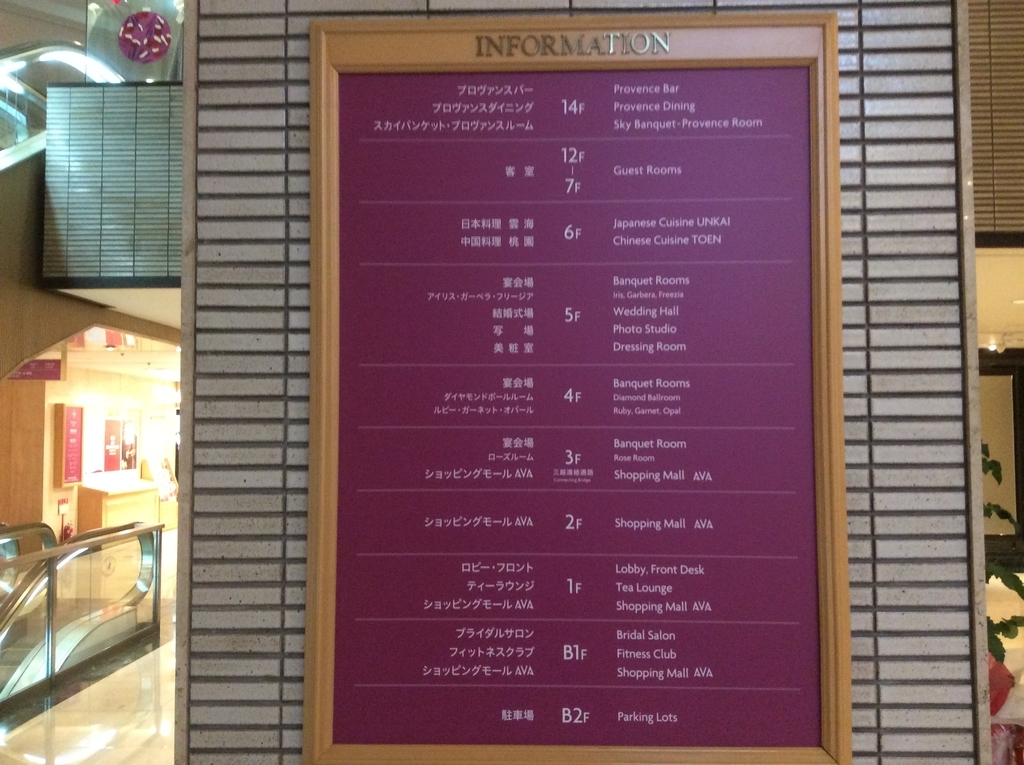 INFORMATION
プロヴァンスバー 14F Provence Bar
プロヴァンスダイニング Provence Dining
スカイバンケット・プロヴァンスルーム Sky Banquet-Provence Room
客室 12F - 7F Guest Rooms
日本料理 雲海 6F Japanese Cuisine UNKAI
中国料理 桃園 Chinese Cuisine TOEN
宴会場 5F Banquet Rooms
アイリス・ガーベラ・フリージア Iris, Garbera, Freezia
結婚式場 Wedding Hall
写場 Photo Studio
美粧室 Dressing Room
宴会場 4F Banquet Rooms
ダイヤモンドボールルーム Diamond Ballroom
ルビー・ガーネット・オパール Ruby, Garnet, Opal
宴会場 3F Banquet Room
ローズルーム Rose Room
ショッピングモール AVA 三越連絡通路 Shopping Mall AVA
Connecting Bridge
ショッピングモール AVA 2F Shopping Mall AVA
ロビー・フロント 1F Lobby, Front Desk
ティーラウンジ Tea Lounge
ショッピングモール AVA Shopping Mall AVA
ブライダルサロン B1F Bridal Salon
フィットネスクラブ Fitness Club
ショッピングモール AVA Shopping Mall AVA
駐車場 B2F Parking Lots